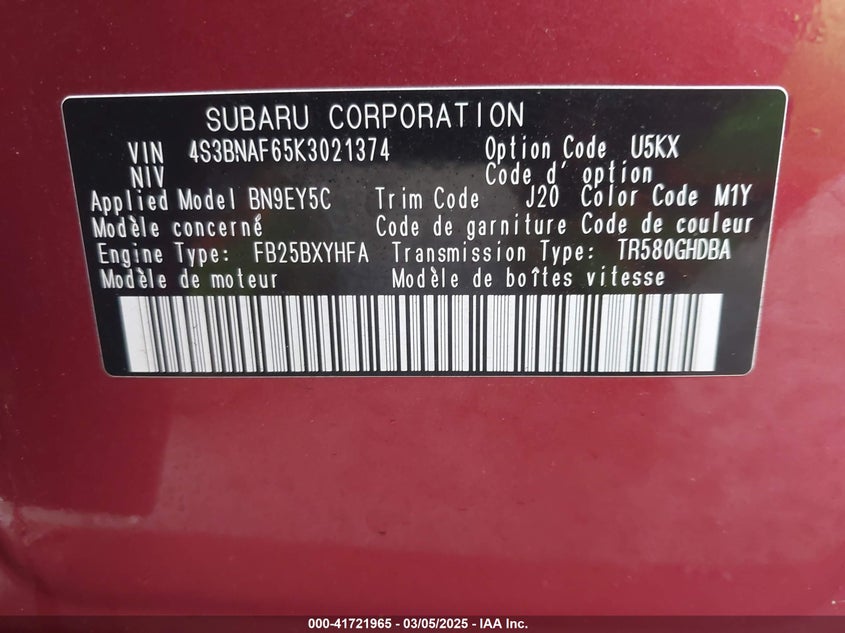 SUBARU CORPORATION
VIN 4S3BNAF65K3021374 Option Code U5KX
NIV Code d' option
Applied Model BN9EY5C Trim Code J20 Color Code M1Y
Modèle concerné Code de garniture Code de couleur
Engine Type: FB25BXYHFA Transmission Type: TR580GHDBA
Modèle de moteur Modèle de boîtes vitesse
000-41721965 - 03/05/2025 - IAA Inc.